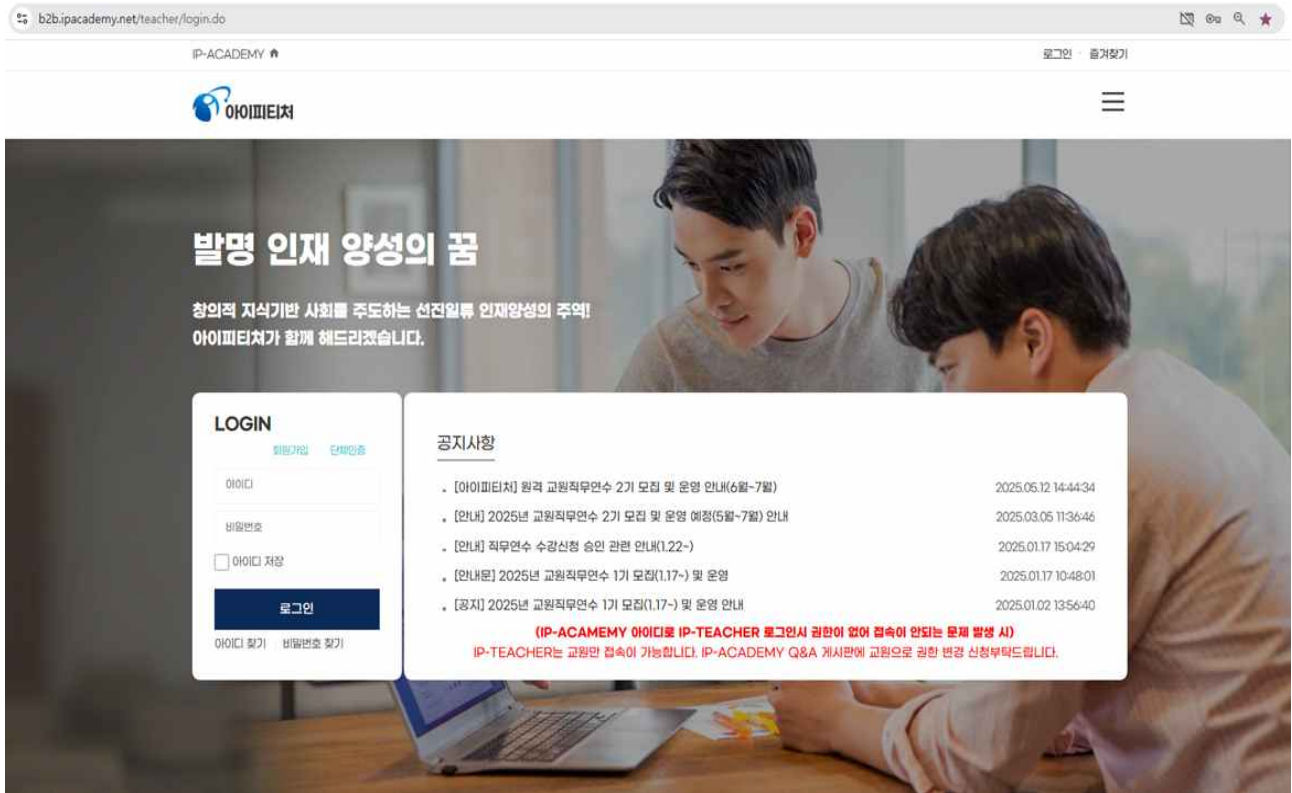 b2b.ipacademy.net/teacher/login.do
IP-ACADEMY
로그인 · 즐겨찾기
아이피티처
발명 인재 양성의 꿈
창의적 지식기반 사회를 주도하는 선진일류 인재양성의 주역!
아이피티쳐가 함께 해드리겠습니다.
LOGIN
회원가입 단체인증
아이디
비밀번호
아이디 저장
로그인
아이디 찾기 비밀번호 찾기
공지사항
[아이피티처] 원격 교원직무연수 2기 모집 및 운영 안내(6월~7월) 2025.05.12 14:44:34
[안내] 2025년 교원직무연수 2기 모집 및 운영 예정(5월~7월) 안내 2025.03.05 11:36:46
[안내] 직무연수 수강신청 승인 관련 안내(1.22~) 2025.01.17 15:04:29
[안내문] 2025년 교원직무연수 1기 모집(1.17~) 및 운영 2025.01.17 10:48:01
[공지] 2025년 교원직무연수 1기 모집(1.17~) 및 운영 안내 2025.01.02 13:56:40
(IP-ACAMEMY 아이디로 IP-TEACHER 로그인시 권한이 없어 접속이 안되는 문제 발생 시)
IP-TEACHER는 교원만 접속이 가능합니다. IP-ACADEMY Q&A 게시판에 교원으로 권한 변경 신청부탁드립니다.